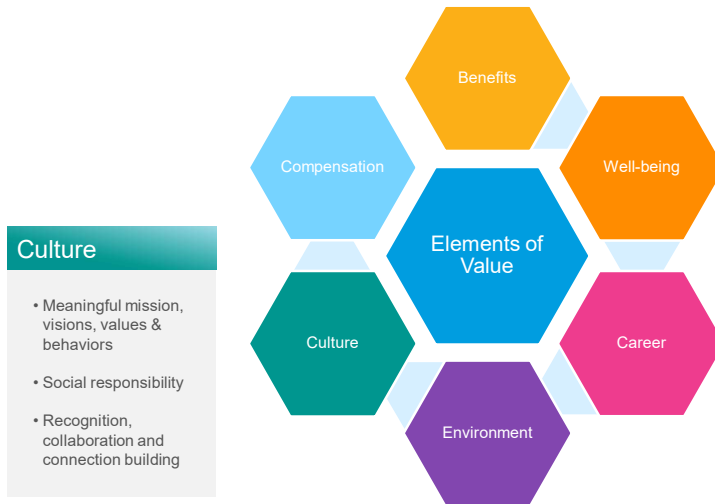 Benefits
Compensation
Well-being
Elements of
Value
Culture
• Meaningful mission,
visions, values &
behaviors
• Social responsibility
• Recognition,
collaboration and
connection building
Culture
Career
Environment